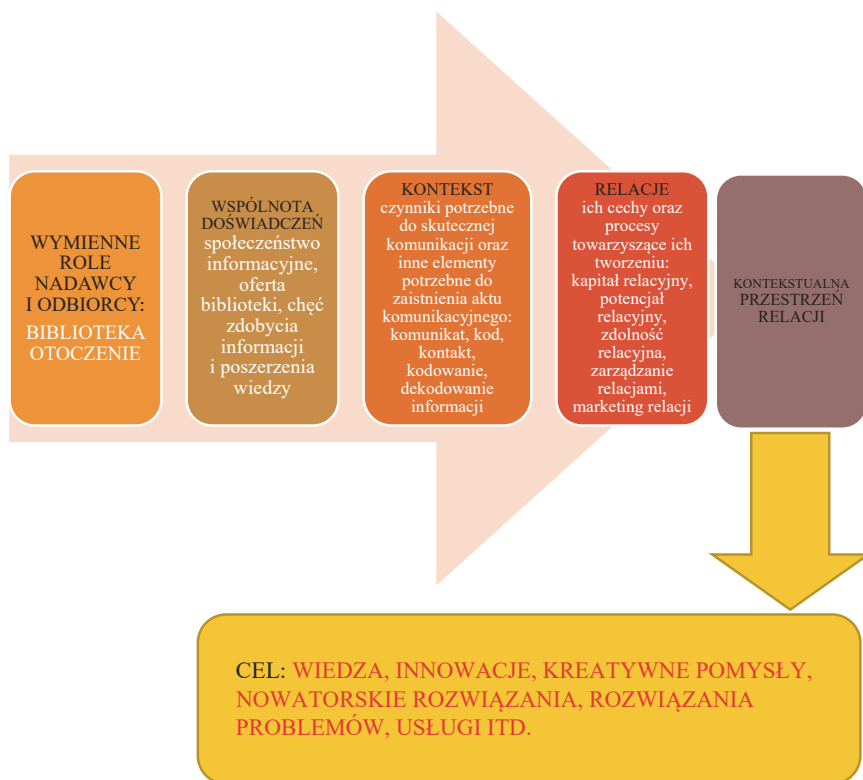 WYMIENNE
ROLE
NADAWCY
I ODBIORCY:
BIBLIOTEKA
OTOCZENIE
WSPÓLNOTA
DOŚWIADCZEŃ
społeczeństwo
informacyjne,
oferta
biblioteki, chęć
zdobycia
informacji
i poszerzenia
wiedzy
KONTEKST
czynniki potrzebne
do skutecznej
komunikacji oraz
inne elementy
potrzebne do
zaistnienia aktu
komunikacyjnego:
komunikat, kod,
kontakt,
kodowanie,
dekodowanie
informacji
RELACJE
ich cechy oraz
procesy
towarzyszące ich
tworzeniu:
kapitał relacyjny,
potencjał
relacyjny,
zdolność
relacyjna,
zarządzanie
relacjami,
marketing relacji
KONTEKSTUALNA
PRZESTRZEŃ
RELACJI
CEL: WIEDZA, INNOWACJE, KREATYWNE POMYSŁY,
NOWATORSKIE ROZWIĄZANIA, ROZWIĄZANIA
PROBLEMÓW, USŁUGI ITD.